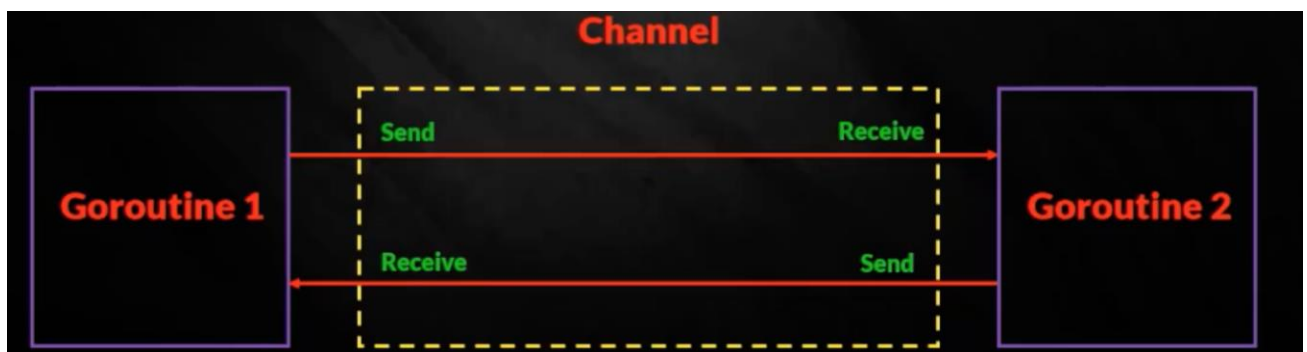 Channel
Send
Receive
Goroutine 1
Goroutine 2
Receive
Send